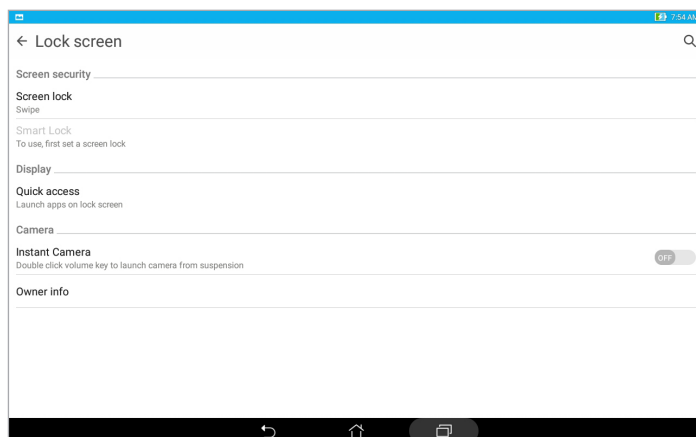 7:54 AM
Lock screen
Screen security
Screen lock
Swipe
Smart Lock
To use, first set a screen lock
Display
Quick access
Launch apps on lock screen
Camera
Instant Camera
Double click volume key to launch camera from suspension
OFF
Owner info